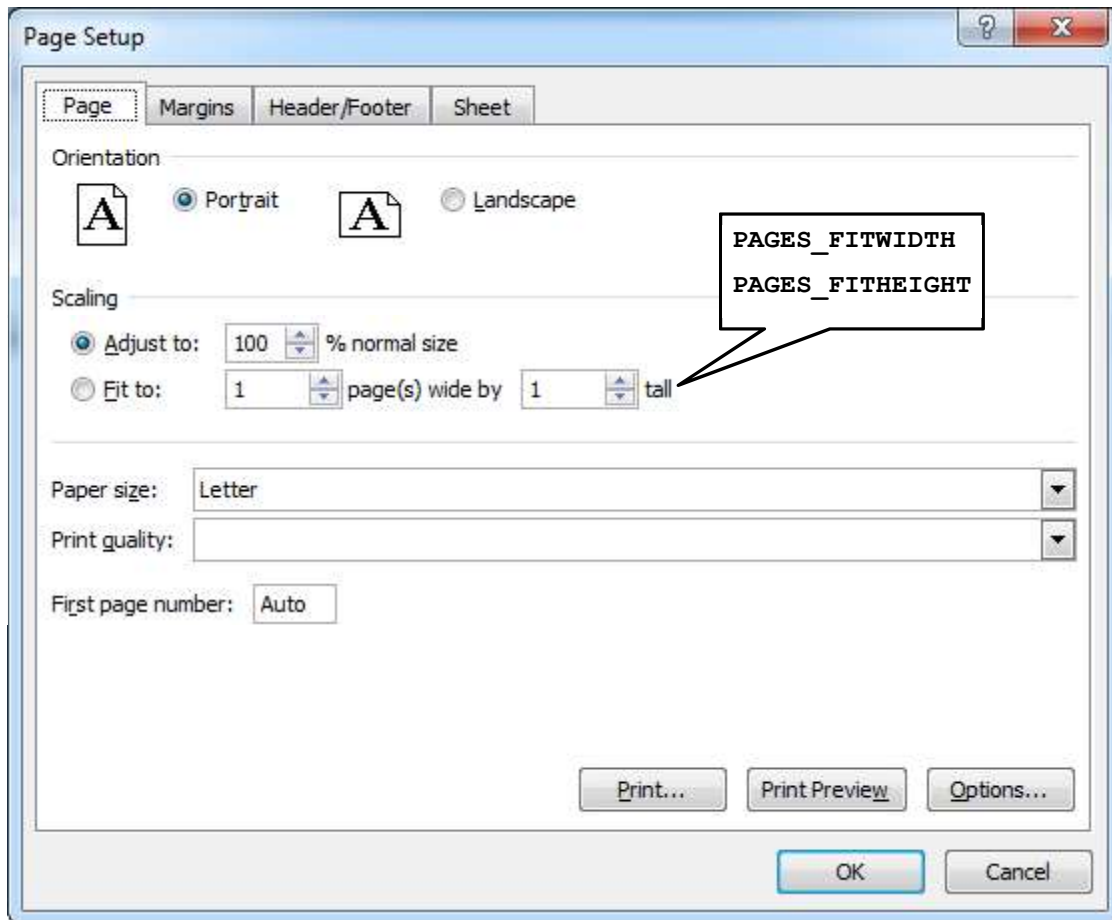 Page Setup
Page Margins Header/Footer Sheet
Orientation
A Portrait A Landscape
PAGES_FITWIDTH
PAGES_FITHEIGHT
Scaling
Adjust to: 100 % normal size
Fit to: 1 page(s) wide by 1 tall
Paper size: Letter
Print quality:
First page number: Auto
Print... Print Preview Options...
OK Cancel